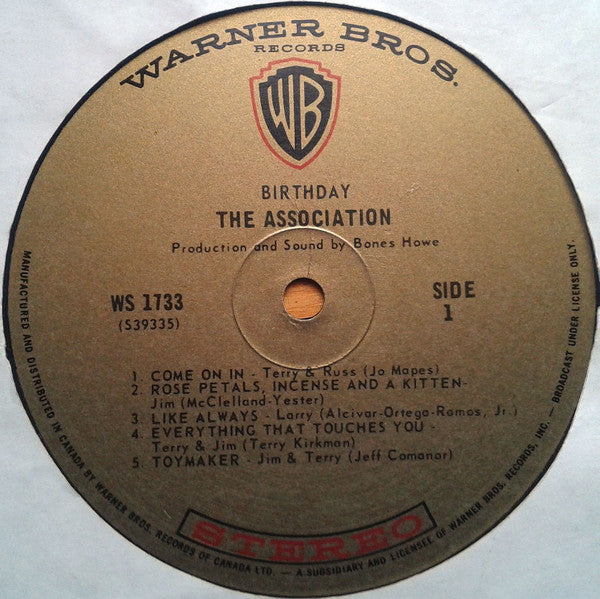 WARNER BROS.
RECORDS
WB
BIRTHDAY
THE ASSOCIATION
Production and Sound by Bones Howe
WS 1733
(S39335)
SIDE
1
1. COME ON IN - Terry & Russ (Jo Mapes)
2. ROSE PETALS, INCENSE AND A KITTEN-
Jim (McClelland-Yester)
3. LIKE ALWAYS - Larry (Alcivar-Ortega-Ramos, Jr.)
4. EVERYTHING THAT TOUCHES YOU -
Terry & Jim (Terry Kirkman)
5. TOYMAKER - Jim & Terry (Jeff Comanor)
STEREO
MANUFACTURED AND DISTRIBUTED IN CANADA BY WARNER BROS. RECORDS OF CANADA LTD. — A SUBSIDIARY AND LICENSEE OF WARNER BROS. RECORDS, INC. — BROADCAST UNDER LICENSE ONLY.